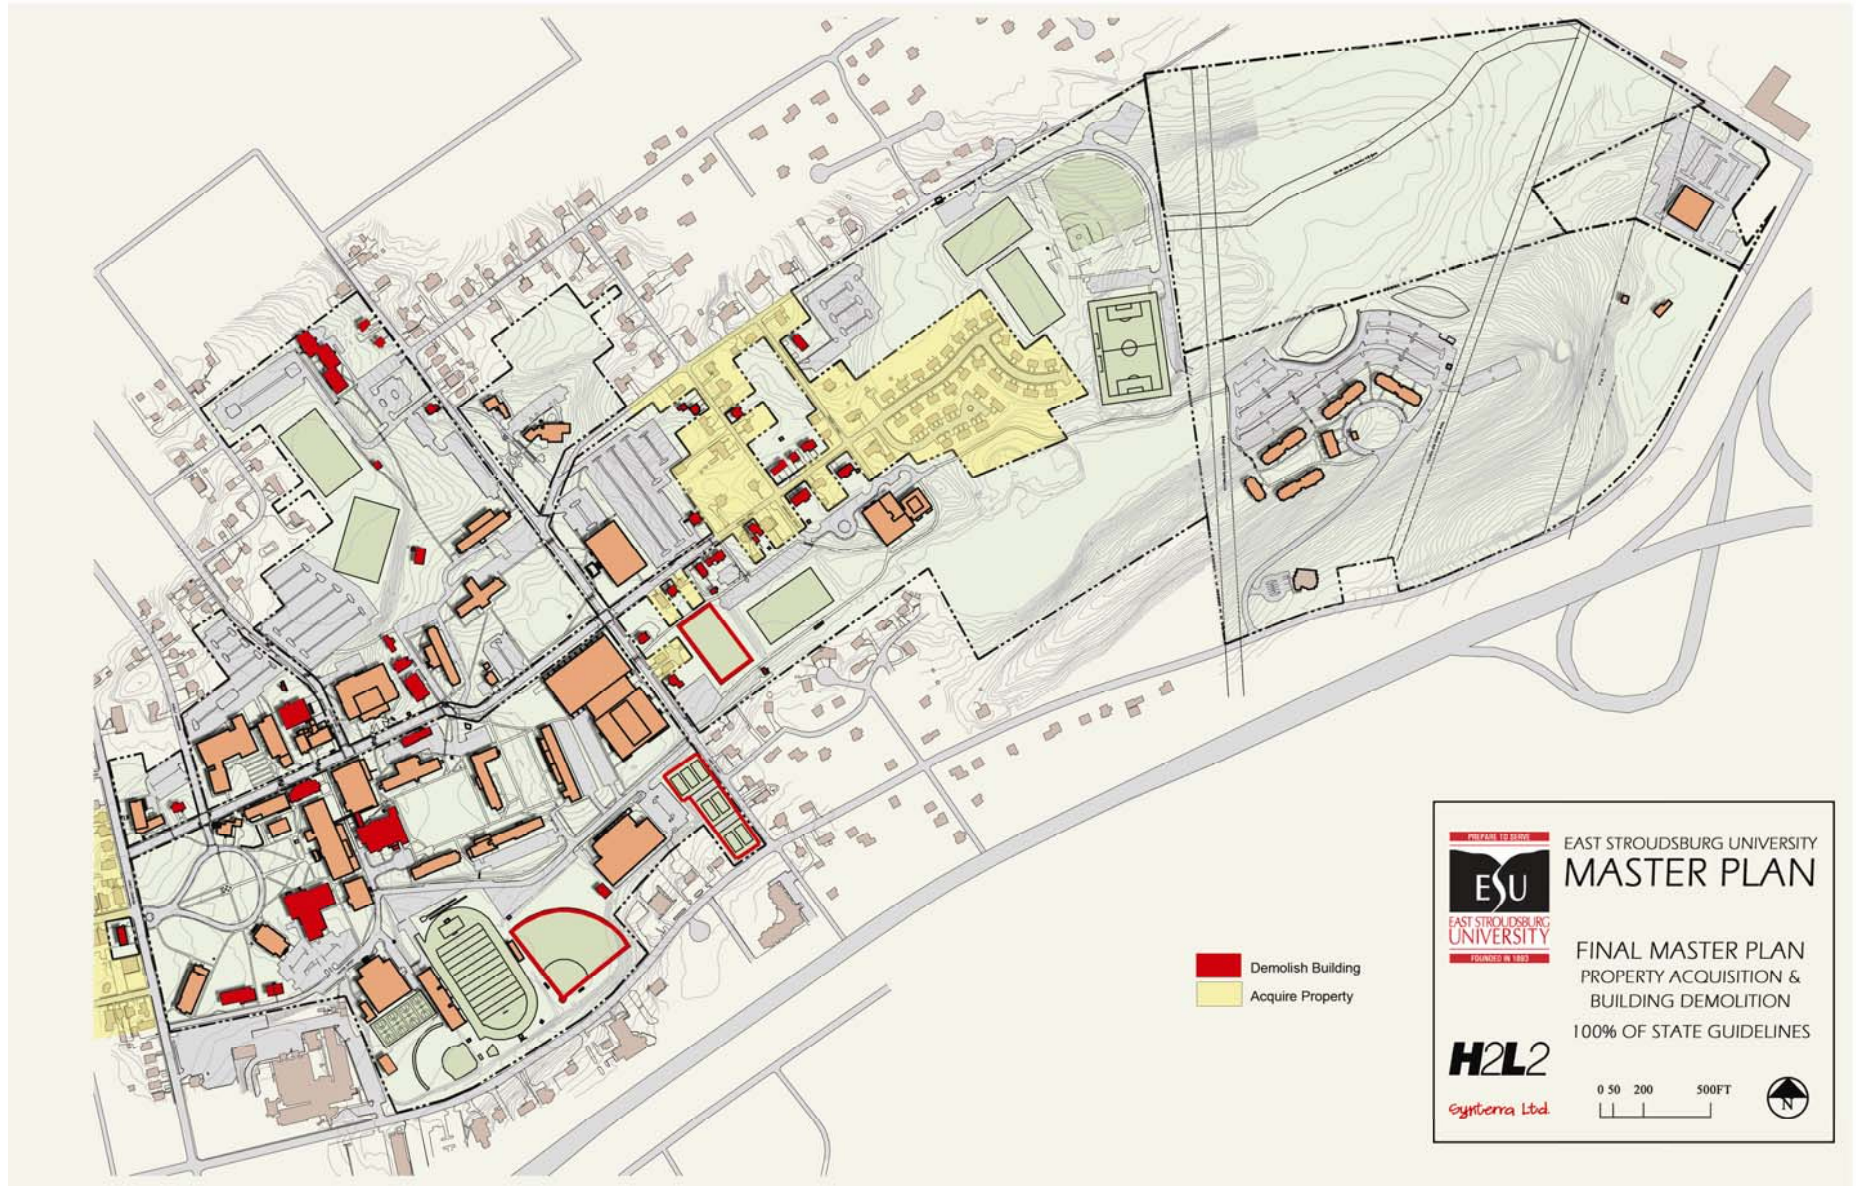 Demolish Building
Acquire Property
PREPARE TO SERVE
ESU
EAST STROUDSBURG
UNIVERSITY
FOUNDED IN 1893
EAST STROUDSBURG UNIVERSITY
MASTER PLAN
FINAL MASTER PLAN
PROPERTY ACQUISITION &
BUILDING DEMOLITION
100% OF STATE GUIDELINES
H2L2
Synterra Ltd.
0 50 200 500FT
N